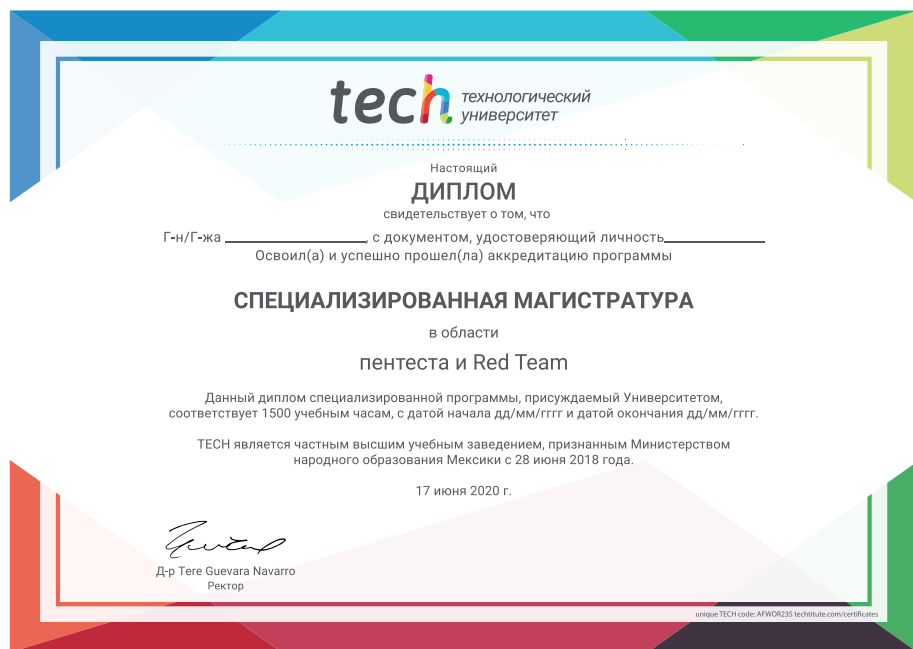 tech технологический
университет
Настоящий
ДИПЛОМ
свидетельствует о том, что
Г-н/Г-жа ____________________, с документом, удостоверяющий личность______________
Освоил(а) и успешно прошел(ла) аккредитацию программы
СПЕЦИАЛИЗИРОВАННАЯ МАГИСТРАТУРА
в области
пентеста и Red Team
Данный диплом специализированной программы, присуждаемый Университетом,
соответствует 1500 учебным часам, с датой начала дд/мм/гггг и датой окончания дд/мм/гггг.
TECH является частным высшим учебным заведением, признанным Министерством
народного образования Мексики с 28 июня 2018 года.
17 июня 2020 г.
Д-р Tere Guevara Navarro
Ректор
unique TECH code: AFWOR23S techtitute.com/certificates